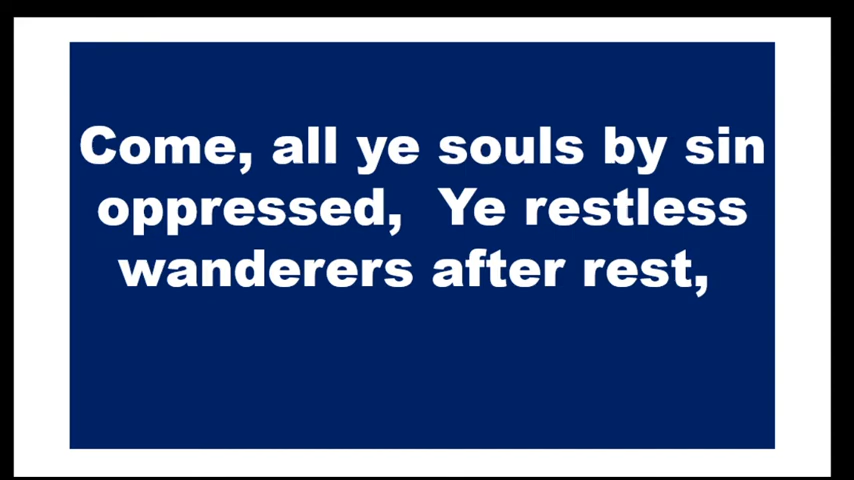 Come, all ye souls by sin
oppressed,  Ye restless
wanderers after rest,